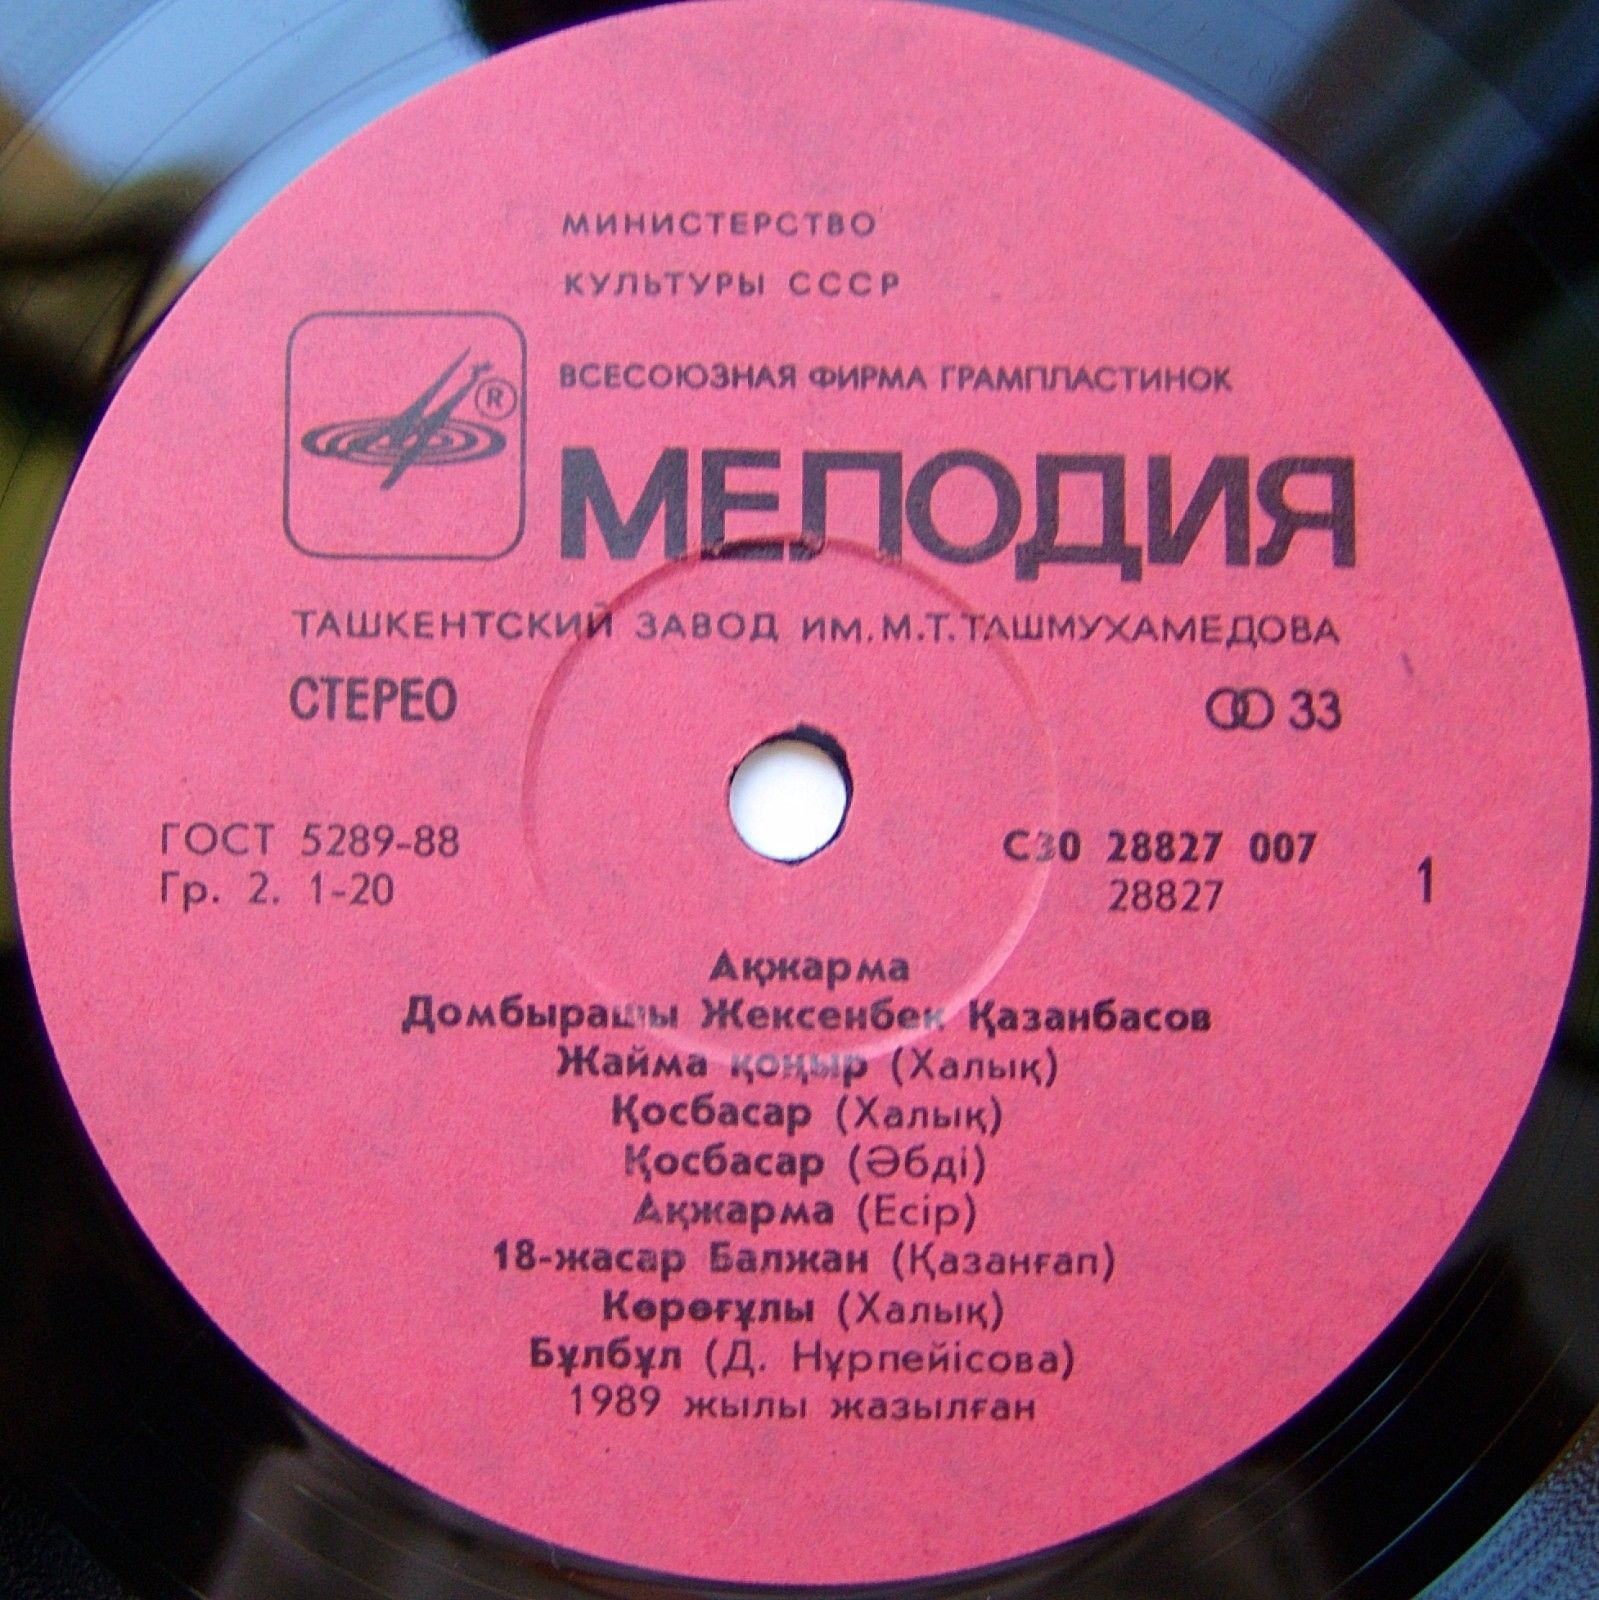 МИНИСТЕРСТВО
КУЛЬТУРЫ СССР
ВСЕСОЮЗНАЯ ФИРМА ГРАМПЛАСТИНОК
®
МЕЛОДИЯ
ТАШКЕНТСКИЙ ЗАВОД ИМ. М.Т. ТАШМУХАМЕДОВА
СТЕРЕО 33
ГОСТ 5289-88 С30 28827 007
Гр. 2. 1-20 28827 1
Ақжарма
Домбырашы Жексенбек Қазанбасов
Жайма қоңыр (Халық)
Қосбасар (Халық)
Қосбасар (Әбді)
Ақжарма (Есір)
18-жасар Балжан (Қазанғап)
Көрөғұлы (Халық)
Бұлбұл (Д. Нұрпейісова)
1989 жылы жазылған